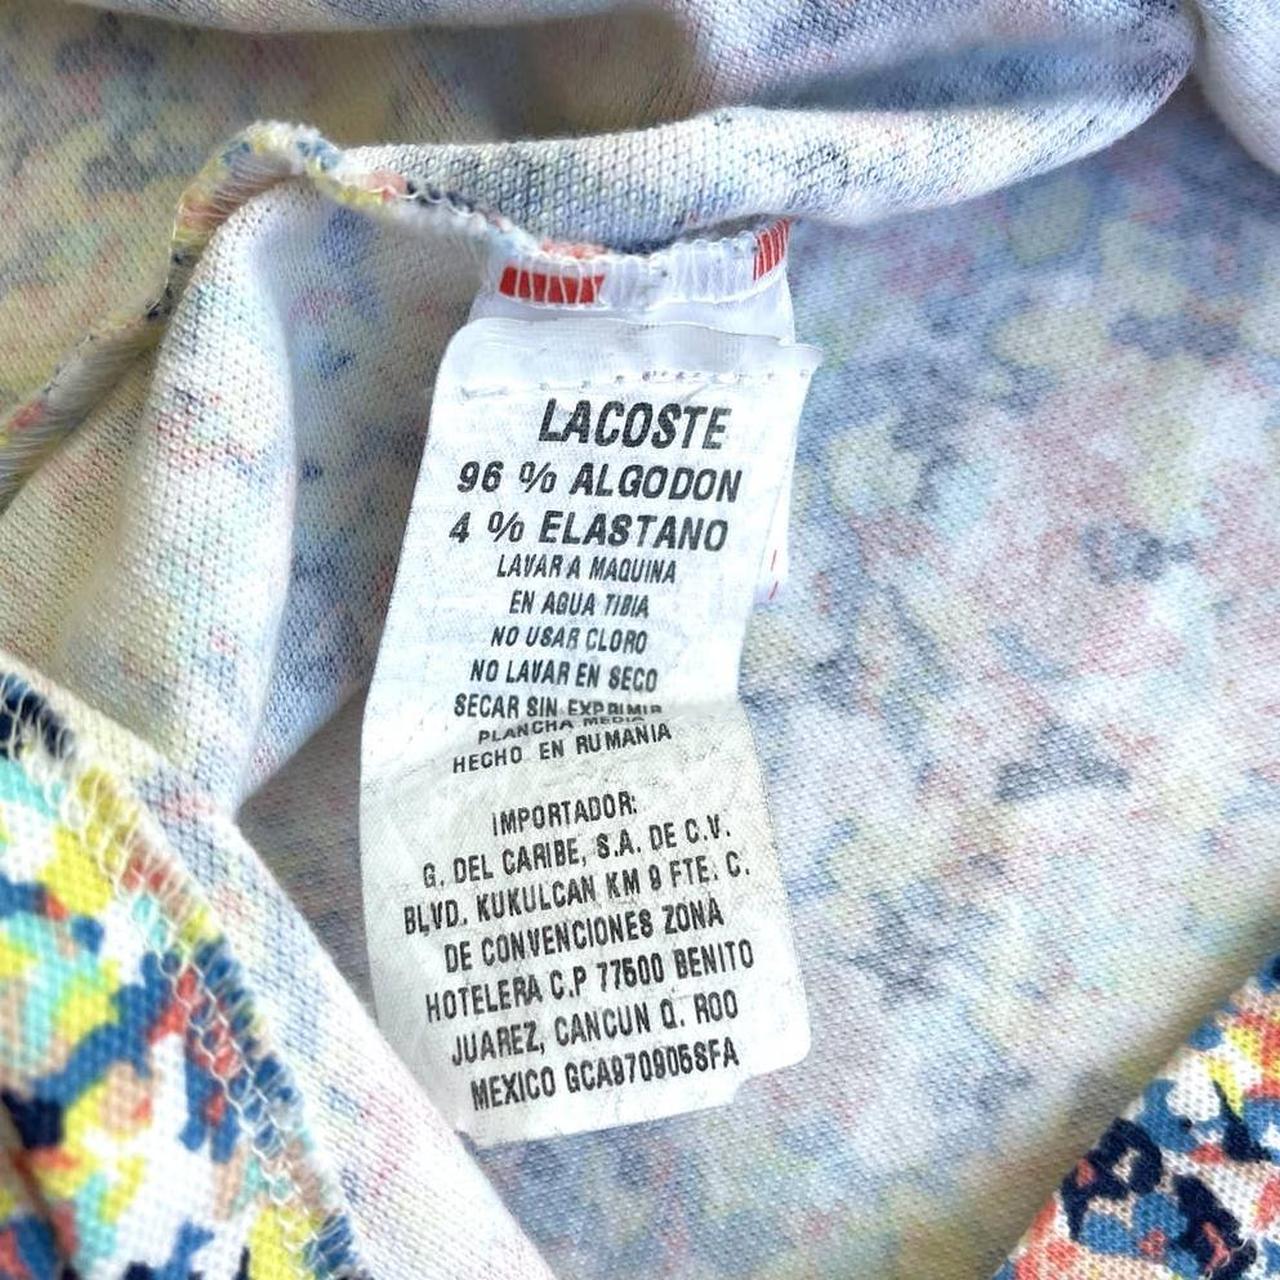 LACOSTE
96 % ALGODON
4 % ELASTANO
LAVAR A MAQUINA
EN AGUA TIBIA
NO USAR CLORO
NO LAVAR EN SECO
SECAR SIN EXPRIMIR
PLANCHA MEDIA
HECHO EN RUMANIA
IMPORTADOR:
G. DEL CARIBE, S.A. DE C.V.
BLVD. KUKULCAN KM 9 FTE. C.
DE CONVENCIONES ZONA
HOTELERA C.P 77500 BENITO
JUAREZ, CANCUN Q. ROO
MEXICO